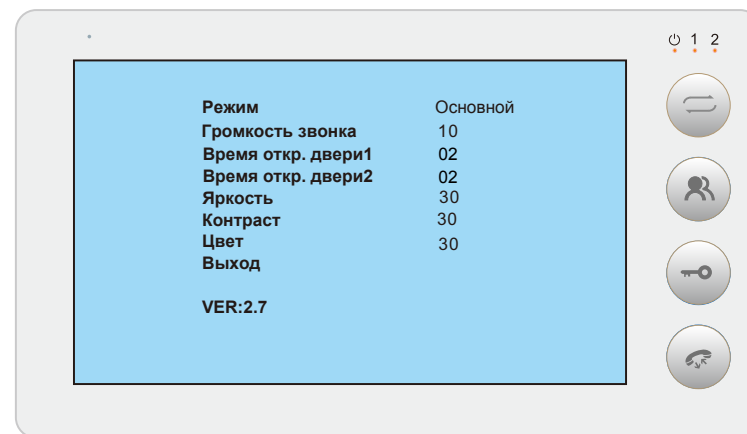 1 2
Режим Основной
Громкость звонка 10
Время откр. двери1 02
Время откр. двери2 02
Яркость 30
Контраст 30
Цвет 30
Выход
VER:2.7